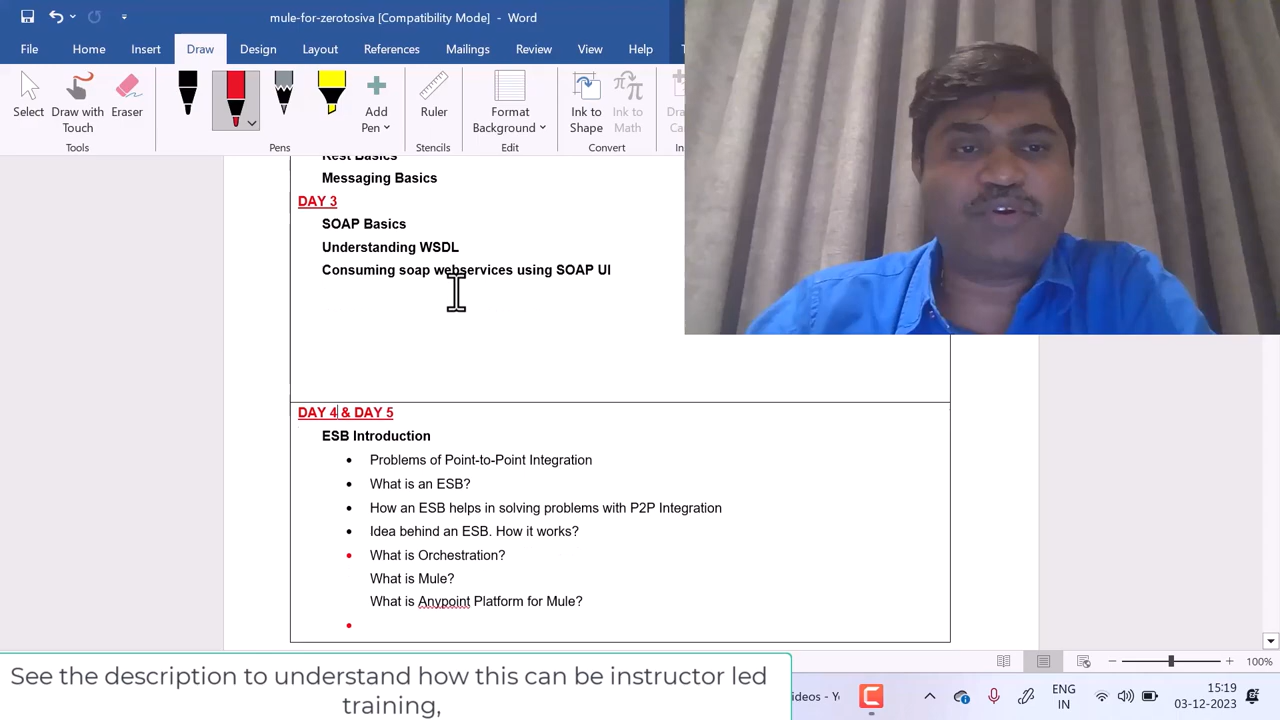 mule-for-zerotosiva [Compatibility Mode] - Word
File Home Insert Draw Design Layout References Mailings Review View Help
Select
Draw with Touch
Eraser
Add Pen
Ruler
Format Background
Ink to Shape
Ink to Math
Tools
Pens
Stencils
Edit
Convert
Rest Basics
Messaging Basics
DAY 3
SOAP Basics
Understanding WSDL
Consuming soap webservices using SOAP UI
DAY 4 & DAY 5
ESB Introduction
• Problems of Point-to-Point Integration
• What is an ESB?
• How an ESB helps in solving problems with P2P Integration
• Idea behind an ESB. How it works?
• What is Orchestration?
What is Mule?
What is Anypoint Platform for Mule?
•
100%
See the description to understand how this can be instructor led
training,
ENG
IN
15:19
03-12-2023